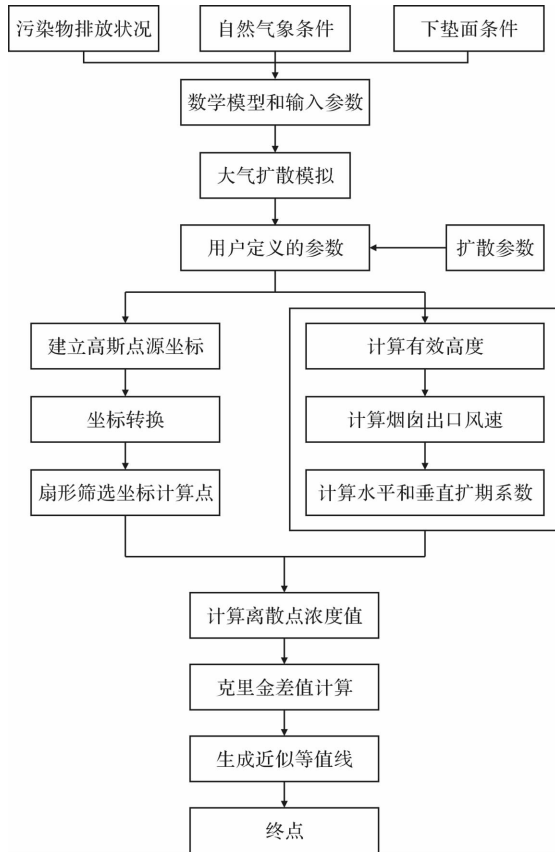 污染物排放状况
自然气象条件
下垫面条件
数学模型和输入参数
大气扩散模拟
用户定义的参数
扩散参数
建立高斯点源坐标
计算有效高度
坐标转换
计算烟囱出口风速
扇形筛选坐标计算点
计算水平和垂直扩期系数
计算离散点浓度值
克里金差值计算
生成近似等值线
终点